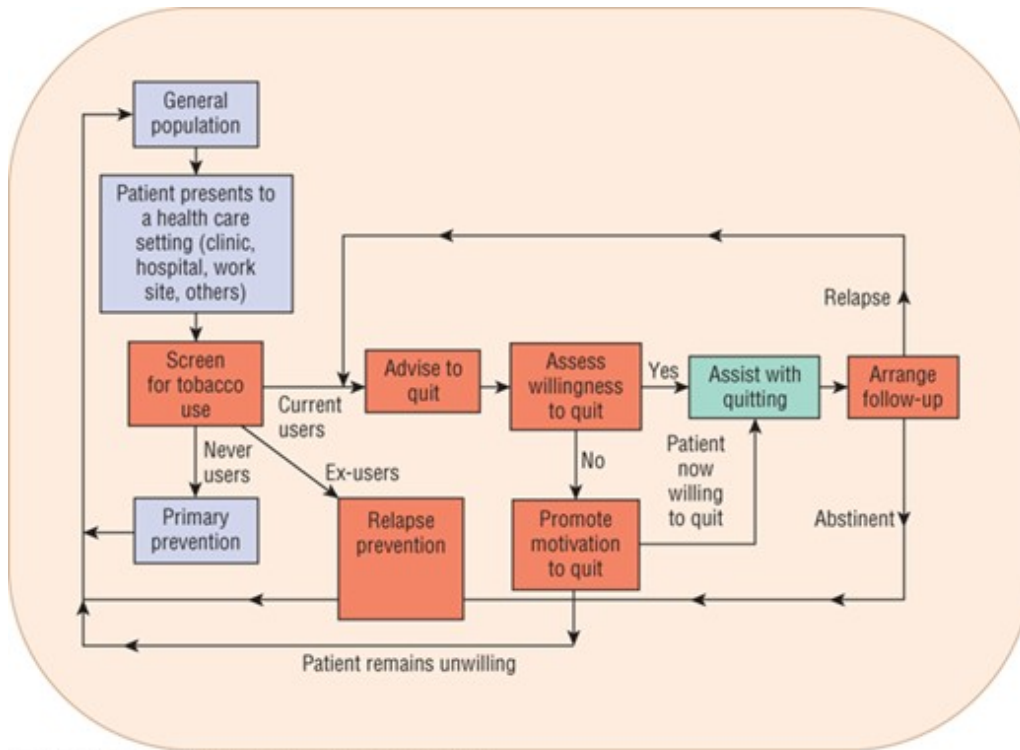 General
population
Patient presents to
a health care
setting (clinic,
hospital, work
site, others)
Relapse
Screen
for tobacco
use
Current
users
Advise to
quit
Assess
willingness
to quit
Yes
Assist with
quitting
Arrange
follow-up
Never
users
Ex-users
No
Patient
now
willing
to quit
Primary
prevention
Relapse
prevention
Promote
motivation
to quit
Abstinent
Patient remains unwilling